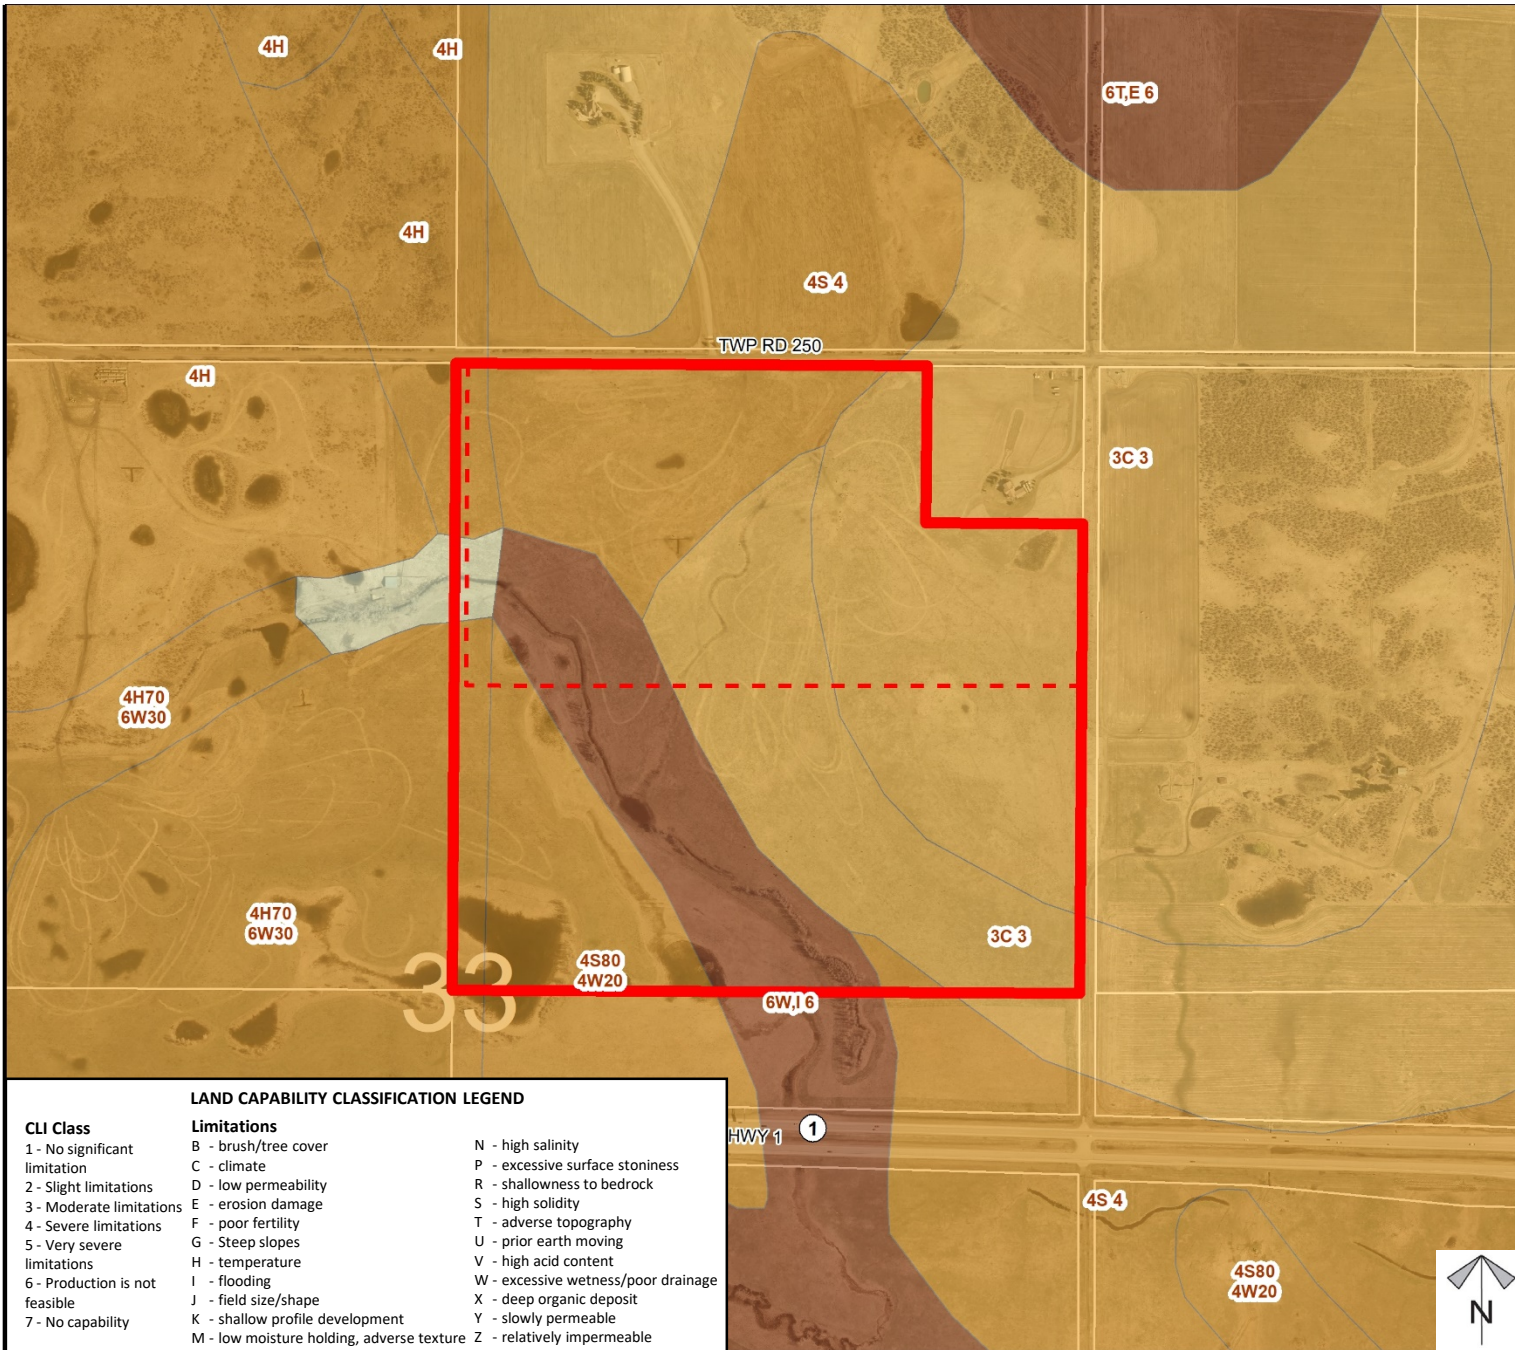 4H
4H
6T,E 6
4H
4S 4
TWP RD 250
4H
3C 3
4H70
6W30
4H70
6W30
33
4S80
4W20
3C 3
6W,I 6
HWY 1
1
4S 4
4S80
4W20
N
LAND CAPABILITY CLASSIFICATION LEGEND
CLI Class
1 - No significant
limitation
2 - Slight limitations
3 - Moderate limitations
4 - Severe limitations
5 - Very severe
limitations
6 - Production is not
feasible
7 - No capability
Limitations
B - brush/tree cover
C - climate
D - low permeability
E - erosion damage
F - poor fertility
G - Steep slopes
H - temperature
I - flooding
J - field size/shape
K - shallow profile development
M - low moisture holding, adverse texture
N - high salinity
P - excessive surface stoniness
R - shallowness to bedrock
S - high solidity
T - adverse topography
U - prior earth moving
V - high acid content
W - excessive wetness/poor drainage
X - deep organic deposit
Y - slowly permeable
Z - relatively impermeable